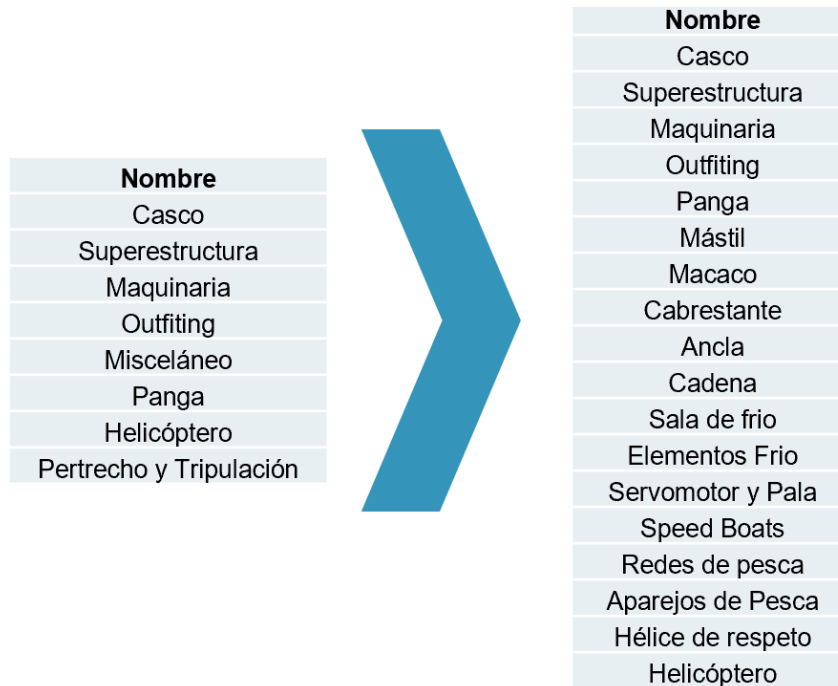 Nombre
Casco
Superestructura
Maquinaria
Outfiting
Misceláneo
Panga
Helicóptero
Pertrecho y Tripulación
Nombre
Casco
Superestructura
Maquinaria
Outfiting
Panga
Mástil
Macaco
Cabrestante
Ancla
Cadena
Sala de frio
Elementos Frio
Servomotor y Pala
Speed Boats
Redes de pesca
Aparejos de Pesca
Hélice de respeto
Helicóptero